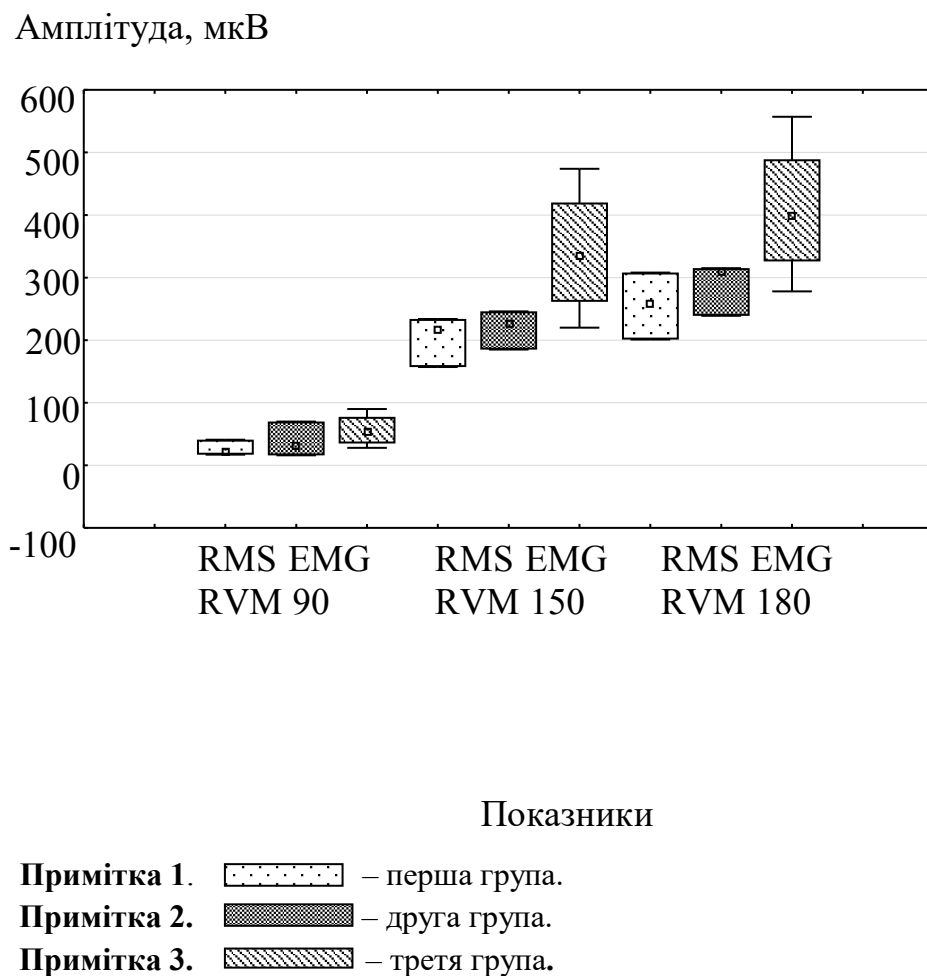 Амплітуда, мкВ
600
500
400
300
200
100
0
-100
RMS EMG RMS EMG RMS EMG
RVM 90 RVM 150 RVM 180
Показники
Примітка 1. – перша група.
Примітка 2. – друга група.
Примітка 3. – третя група.